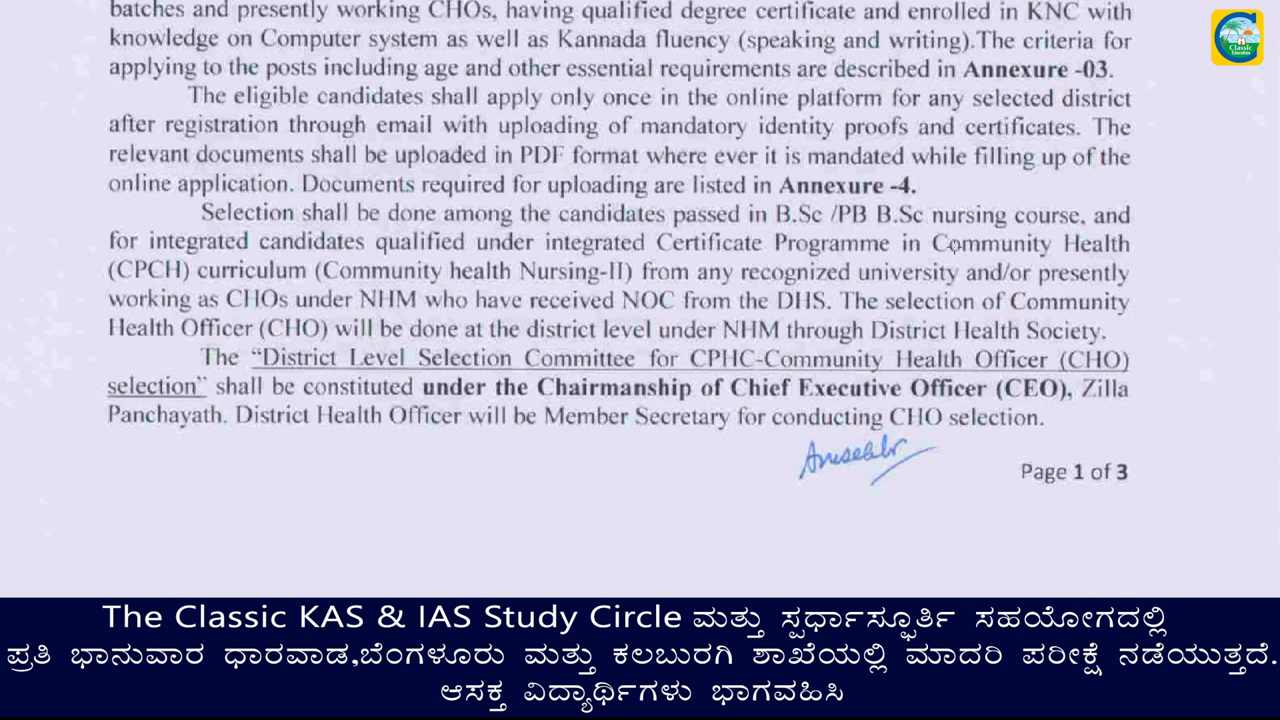 batches and presently working CHOs, having qualified degree certificate and enrolled in KNC with
knowledge on Computer system as well as Kannada fluency (speaking and writing).The criteria for
applying to the posts including age and other essential requirements are described in Annexure -03.
The eligible candidates shall apply only once in the online platform for any selected district
after registration through email with uploading of mandatory identity proofs and certificates. The
relevant documents shall be uploaded in PDF format where ever it is mandated while filling up of the
online application. Documents required for uploading are listed in Annexure -4.
Selection shall be done among the candidates passed in B.Sc /PB B.Sc nursing course, and
for integrated candidates qualified under integrated Certificate Programme in Community Health
(CPCH) curriculum (Community health Nursing-II) from any recognized university and/or presently
working as CHOs under NHM who have received NOC from the DHS. The selection of Community
Health Officer (CHO) will be done at the district level under NHM through District Health Society.
The “District Level Selection Committee for CPHC-Community Health Officer (CHO)
selection” shall be constituted under the Chairmanship of Chief Executive Officer (CEO), Zilla
Panchayath. District Health Officer will be Member Secretary for conducting CHO selection.
Page 1 of 3
Classic
Education
The Classic KAS & IAS Study Circle ಮತ್ತು ಸ್ಪರ್ಧಾಸ್ಫೂರ್ತಿ ಸಹಯೋಗದಲ್ಲಿ
ಪ್ರತಿ ಭಾನುವಾರ ಧಾರವಾಡ,ಬೆಂಗಳೂರು ಮತ್ತು ಕಲಬುರಗಿ ಶಾಖೆಯಲ್ಲಿ ಮಾದರಿ ಪರೀಕ್ಷೆ ನಡೆಯುತ್ತದೆ.
ಆಸಕ್ತ ವಿದ್ಯಾರ್ಥಿಗಳು ಭಾಗವಹಿಸಿ